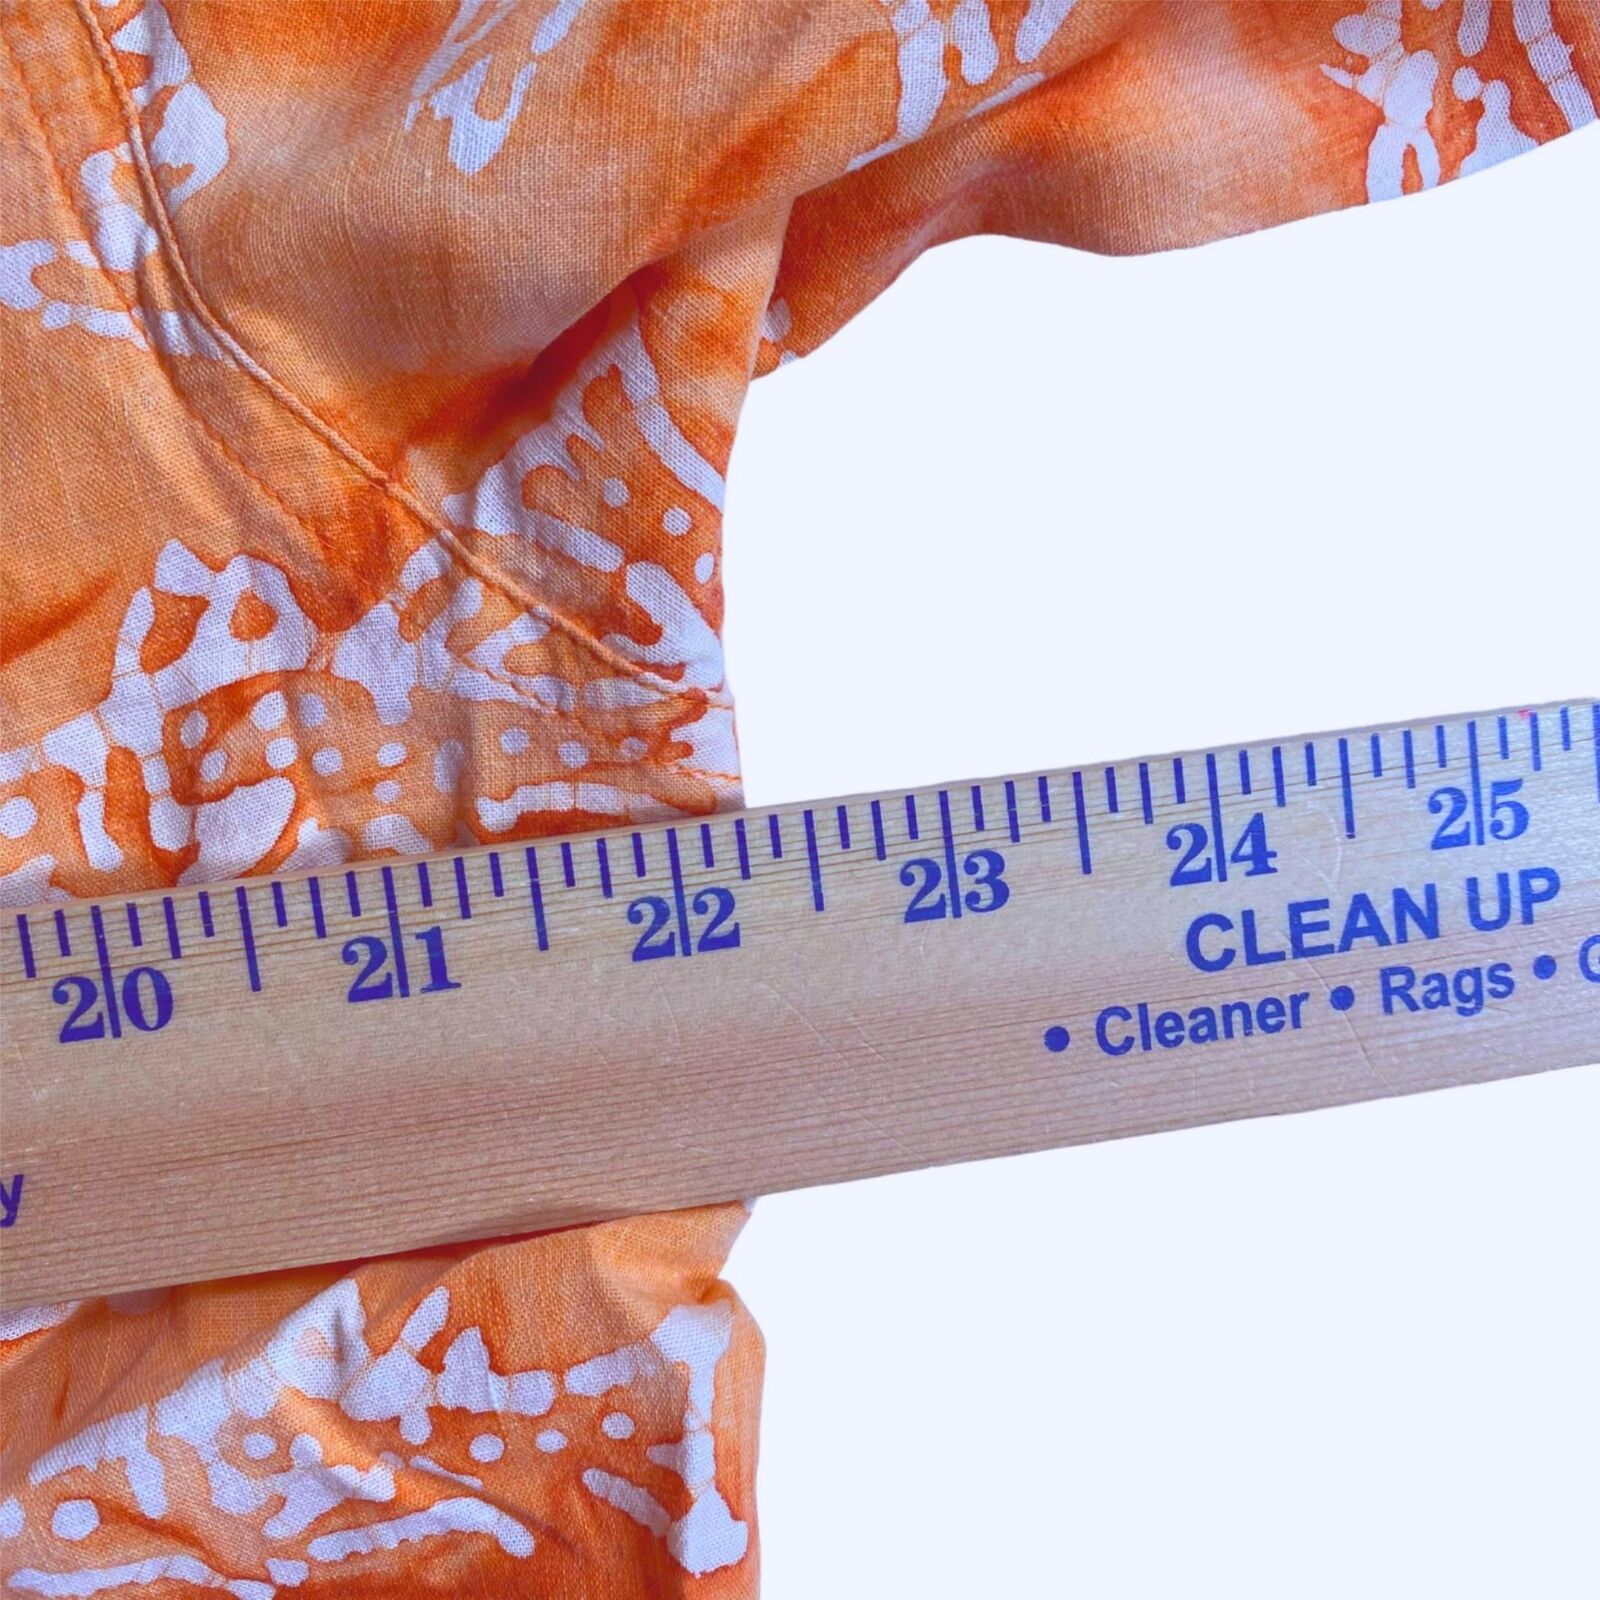 20 21 22 23 24 25
CLEAN UP
• Cleaner • Rags •
y